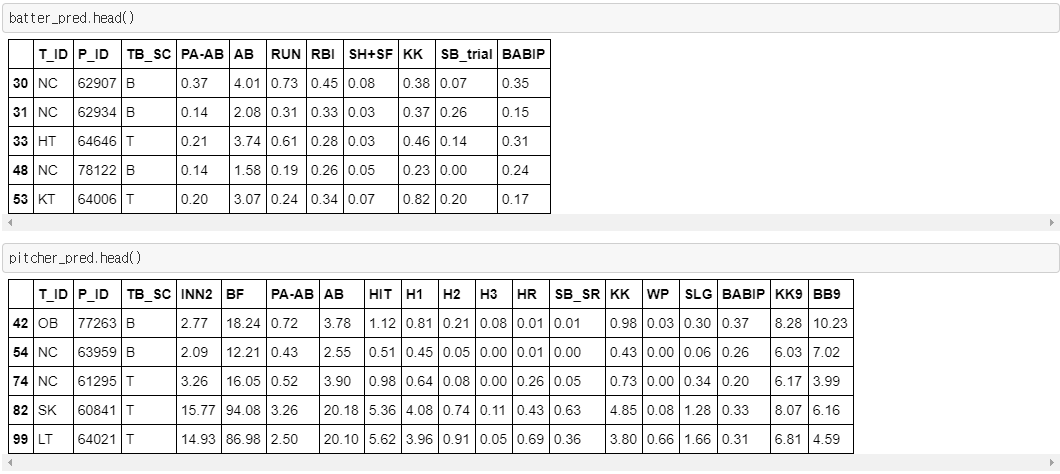 batter_pred.head()
T_ID P_ID TB_SC PA-AB AB RUN RBI SH+SF KK SB_trial BABIP
30 NC 62907 B 0.37 4.01 0.73 0.45 0.08 0.38 0.07 0.35
31 NC 62934 B 0.14 2.08 0.31 0.33 0.03 0.37 0.26 0.15
33 HT 64646 T 0.21 3.74 0.61 0.28 0.03 0.46 0.14 0.31
48 NC 78122 B 0.14 1.58 0.19 0.26 0.05 0.23 0.00 0.24
53 KT 64006 T 0.20 3.07 0.24 0.34 0.07 0.82 0.20 0.17
pitcher_pred.head()
T_ID P_ID TB_SC INN2 BF PA-AB AB HIT H1 H2 H3 HR SB_SR KK WP SLG BABIP KK9 BB9
42 OB 77263 B 2.77 18.24 0.72 3.78 1.12 0.81 0.21 0.08 0.01 0.01 0.98 0.03 0.30 0.37 8.28 10.23
54 NC 63959 B 2.09 12.21 0.43 2.55 0.51 0.45 0.05 0.00 0.01 0.00 0.43 0.00 0.06 0.26 6.03 7.02
74 NC 61295 T 3.26 16.05 0.52 3.90 0.98 0.64 0.08 0.00 0.26 0.05 0.73 0.00 0.34 0.20 6.17 3.99
82 SK 60841 T 15.77 94.08 3.26 20.18 5.36 4.08 0.74 0.11 0.43 0.63 4.85 0.08 1.28 0.33 8.07 6.16
99 LT 64021 T 14.93 86.98 2.50 20.10 5.62 3.96 0.91 0.05 0.69 0.36 3.80 0.66 1.66 0.31 6.81 4.59